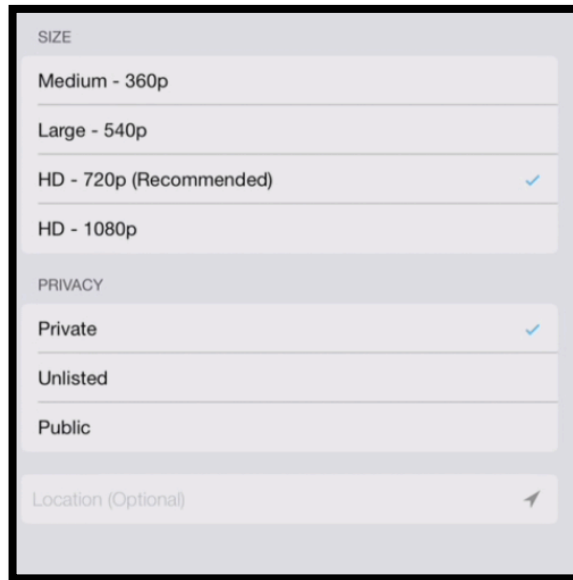 SIZE
Medium - 360p
Large - 540p
HD - 720p (Recommended)
HD - 1080p
PRIVACY
Private
Unlisted
Public
Location (Optional)